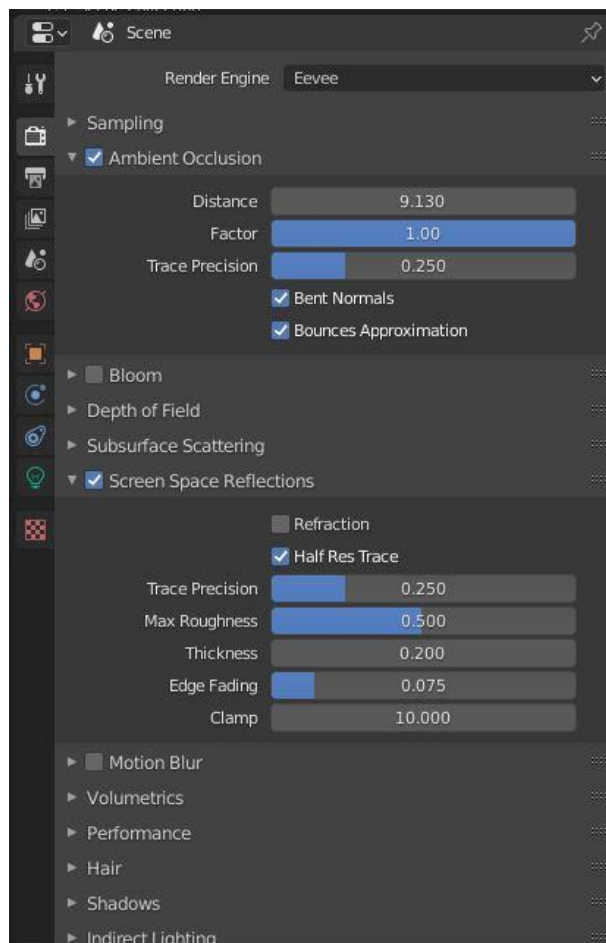 Scene
Render Engine Eevee
Sampling
Ambient Occlusion
Distance 9.130
Factor 1.00
Trace Precision 0.250
Bent Normals
Bounces Approximation
Bloom
Depth of Field
Subsurface Scattering
Screen Space Reflections
Refraction
Half Res Trace
Trace Precision 0.250
Max Roughness 0.500
Thickness 0.200
Edge Fading 0.075
Clamp 10.000
Motion Blur
Volumetrics
Performance
Hair
Shadows
Indirect Lighting